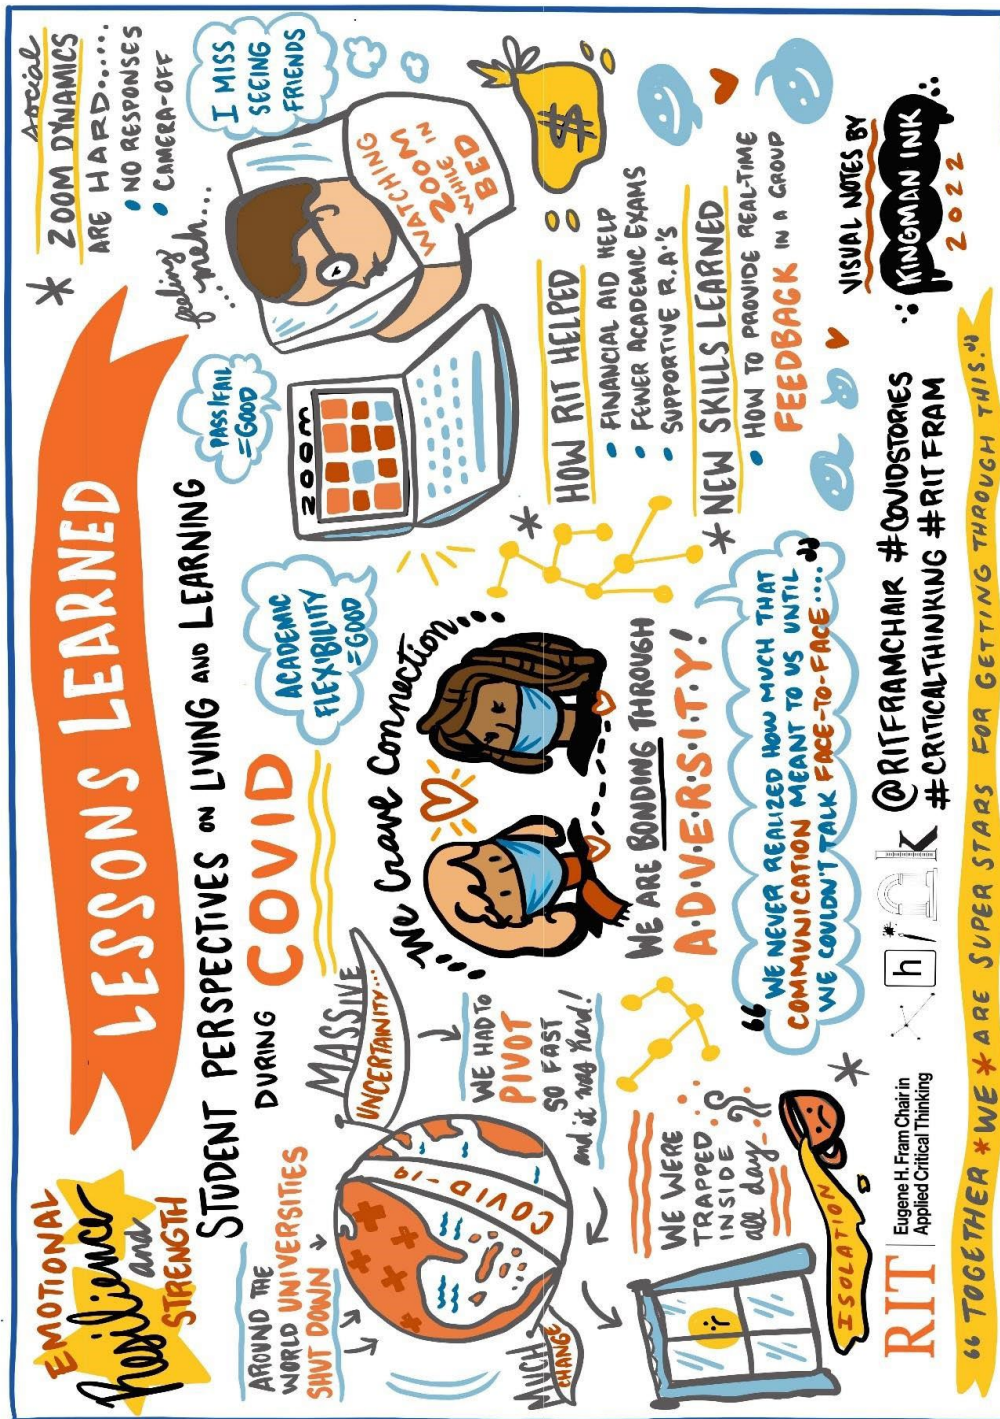 EMOTIONAL
Resilience
and
STRENGTH
LESSONS LEARNED
STUDENT PERSPECTIVES ON LIVING AND LEARNING
DURING
COVID
social
ZOOM DYNAMICS
ARE HARD.....
NO RESPONSES
CAMERA-OFF
feeling
...meh...
I MISS
SEEING
FRIENDS
PASS/FAIL
=GOOD
ACADEMIC
FLEXIBILITY
=GOOD
ZOOM
WATCHING
ZOOM
WHILE IN
BED
AROUND THE
WORLD UNIVERSITIES
SHUT DOWN
MASSIVE
UNCERTAINITY...
COVID-19
MUCH
CHANGE
WE HAD TO
PIVOT
SO FAST
and it was hard!
We Crave Connection...
WE ARE BONDING THROUGH
A.D.V.E.R.S.I.T.Y!
HOW RIT HELPED
FINANCIAL AID HELP
FEWER ACADEMIC EXAMS
SUPPORTIVE R.A.'S
$
NEW SKILLS LEARNED
HOW TO PROVIDE REAL-TIME
FEEDBACK IN A GROUP
WE WERE
TRAPPED
INSIDE
all day...
ISOLATION
"WE NEVER REALIZED HOW MUCH THAT
COMMUNICATION MEANT TO US UNTIL
WE COULDN'T TALK FACE-TO-FACE...."
RIT
Eugene H. Fram Chair in
Applied Critical Thinking
think
@RITFRAMCHAIR #COVIDSTORIES
#CRITICALTHINKING #RITFRAM
VISUAL NOTES BY
KINGMAN INK
2022
"TOGETHER * WE * ARE SUPER STARS FOR GETTING THROUGH THIS."